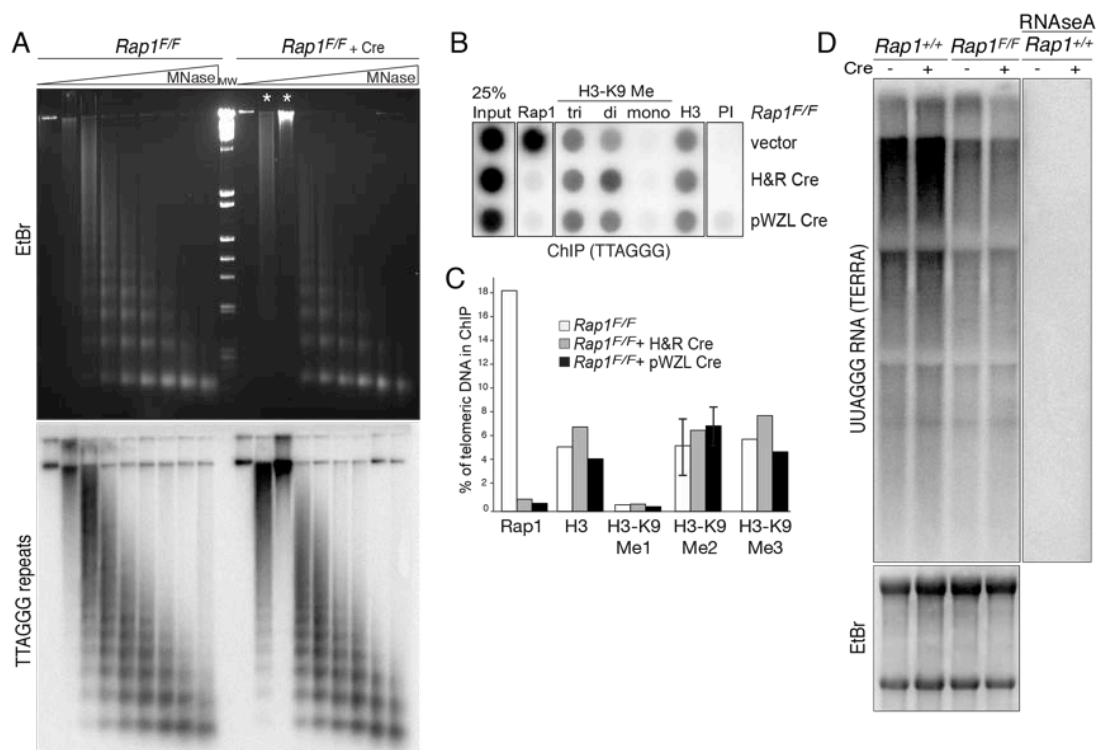 A
Rap1F/F
Rap1F/F + Cre
MNase
MW
MNase
* *
EtBr
TTAGGG repeats
B
H3-K9 Me
25%
Input Rap1 tri di mono H3 PI Rap1F/F
vector
H&R Cre
pWZL Cre
ChIP (TTAGGG)
C
% of telomeric DNA in ChIP
18
16
14
12
10
8
6
4
2
0
Rap1F/F
Rap1F/F+ H&R Cre
Rap1F/F+ pWZL Cre
Rap1 H3 H3-K9 H3-K9 H3-K9
Me1 Me2 Me3
D
RNAseA
Rap1+/+ Rap1F/F Rap1+/+
Cre - + - + - +
UUAGGG RNA (TERRA)
EtBr